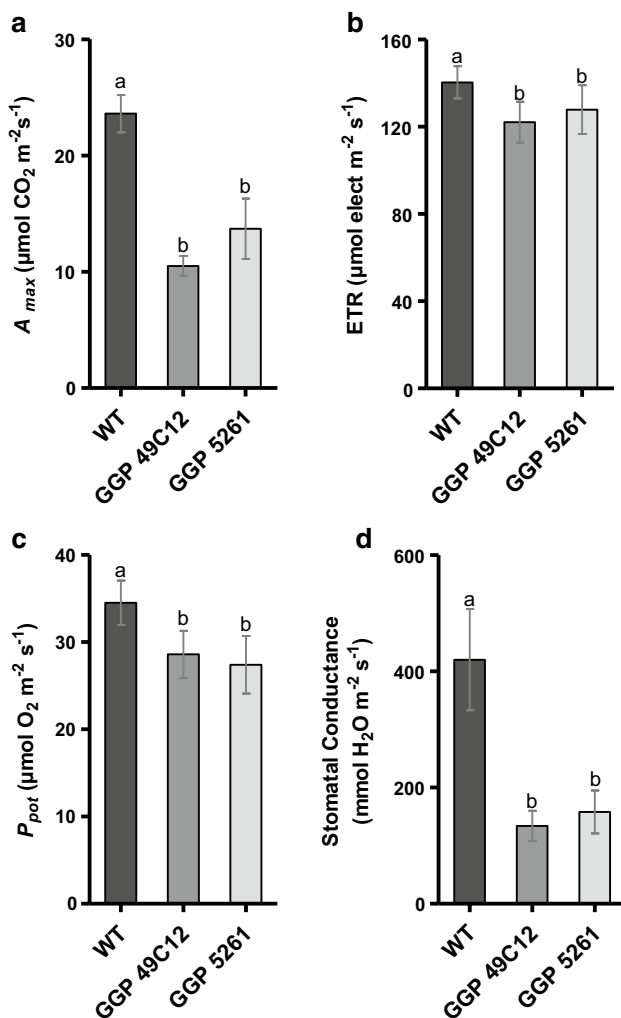 a
A max (µmol CO2 m-2s-1)
30
20
10
0
a
b
b
WT
GGP 49C12
GGP 5261
b
ETR (µmol elect m-2 s-1)
160
120
80
40
0
a
b
b
WT
GGP 49C12
GGP 5261
c
Ppot (µmol O2 m-2 s-1)
40
30
20
10
0
a
b
b
WT
GGP 49C12
GGP 5261
d
Stomatal Conductance
(mmol H2O m-2 s-1)
600
400
200
0
a
b
b
WT
GGP 49C12
GGP 5261